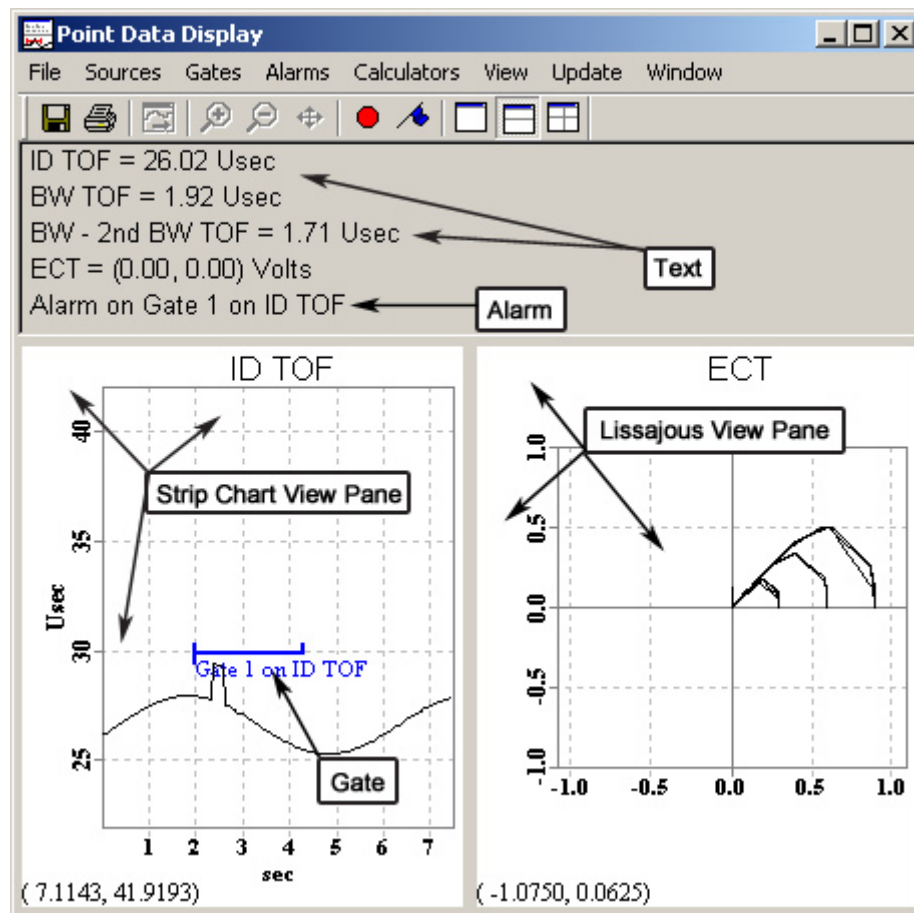 Point Data Display
File Sources Gates Alarms Calculators View Update Window
ID TOF = 26.02 Usec
BW TOF = 1.92 Usec
BW - 2nd BW TOF = 1.71 Usec
ECT = (0.00, 0.00) Volts
Alarm on Gate 1 on ID TOF
Text
Alarm
ID TOF
40
35
30
25
Usec
Strip Chart View Pane
Gate 1 on ID TOF
Gate
1 2 3 4 5 6 7
sec
( 7.1143, 41.9193)
ECT
Lissajous View Pane
1.0
0.5
0.0
-0.5
-1.0
-1.0 -0.5 0.0 0.5 1.0
( -1.0750, 0.0625)